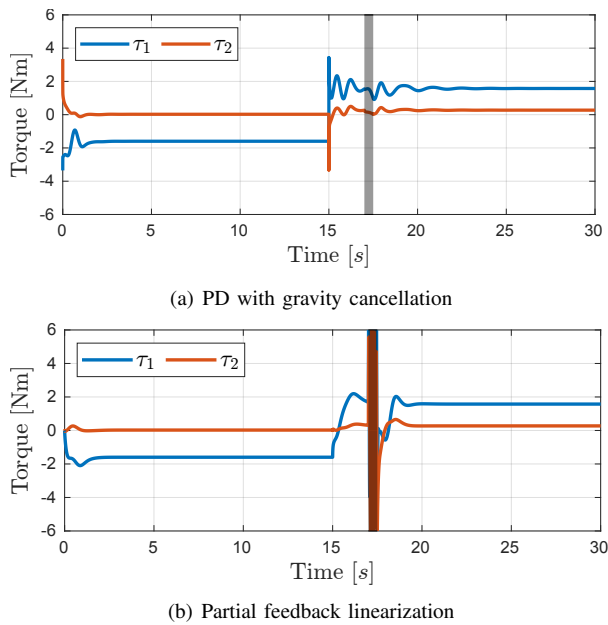 6
4
2
0
-2
-4
-6
Torque [Nm]
τ1 τ2
0 5 10 15 20 25 30
Time [s]
(a) PD with gravity cancellation
6
4
2
0
-2
-4
-6
Torque [Nm]
τ1 τ2
0 5 10 15 20 25 30
Time [s]
(b) Partial feedback linearization